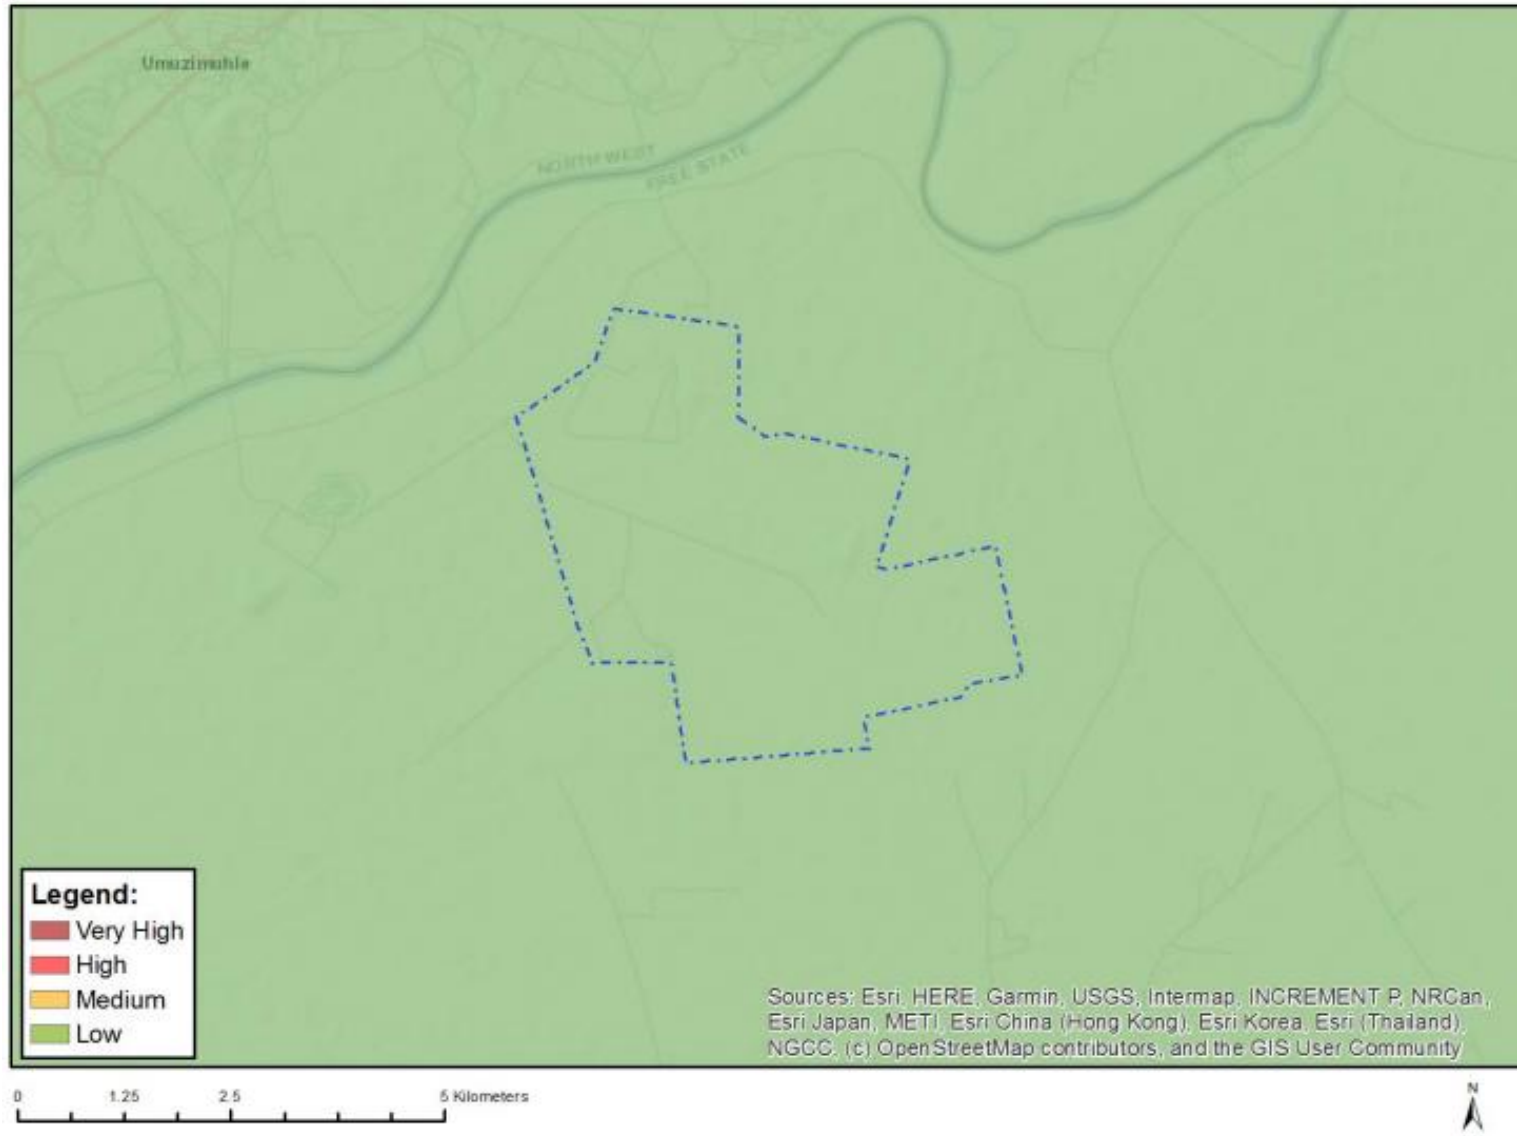 Umuzimuhle
NORTH WEST
FREE STATE
Legend:
Very High
High
Medium
Low
Sources: Esri, HERE, Garmin, USGS, Intermap, INCREMENT P, NRCan,
Esri Japan, METI, Esri China (Hong Kong), Esri Korea, Esri (Thailand),
NGCC, (c) OpenStreetMap contributors, and the GIS User Community
0 1.25 2.5 5 Kilometers
N